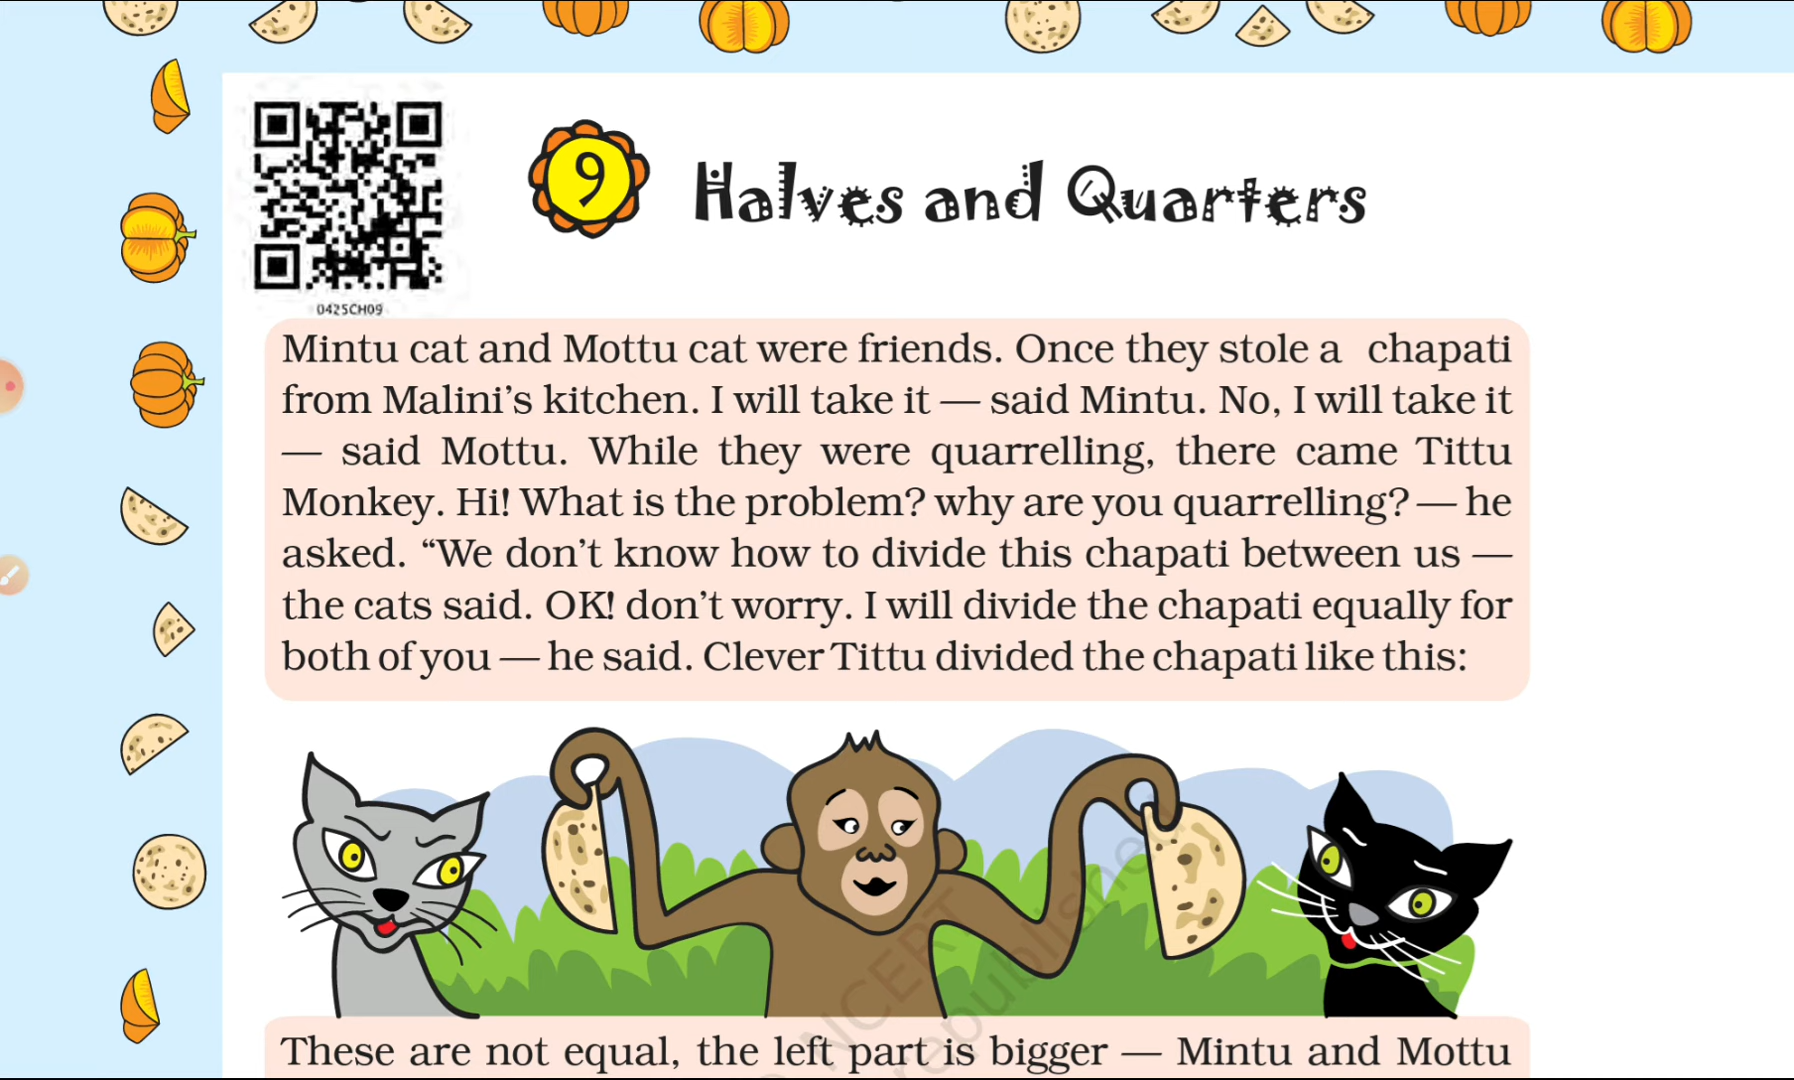 0425CH09
9 Halves and Quarters
Mintu cat and Mottu cat were friends. Once they stole a chapati
from Malini's kitchen. I will take it — said Mintu. No, I will take it
— said Mottu. While they were quarrelling, there came Tittu
Monkey. Hi! What is the problem? why are you quarrelling? — he
asked. “We don't know how to divide this chapati between us —
the cats said. OK! don't worry. I will divide the chapati equally for
both of you — he said. Clever Tittu divided the chapati like this:
NCERT
republished
These are not equal, the left part is bigger — Mintu and Mottu